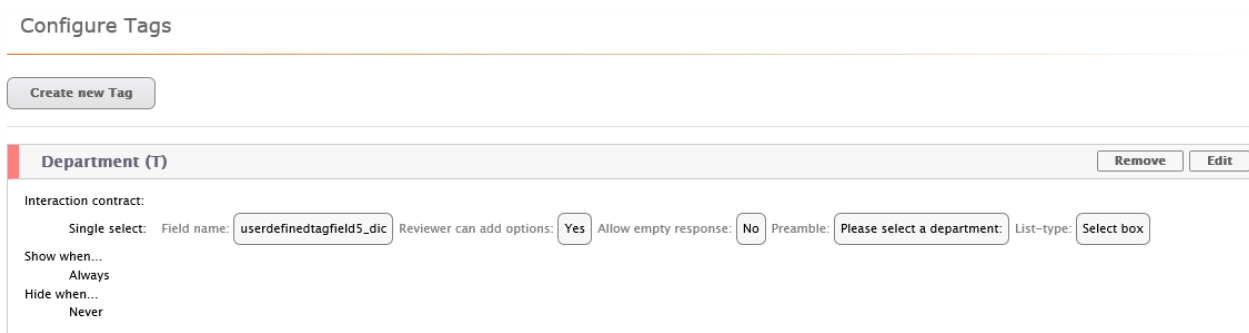 Configure Tags
Create new Tag
Department (T) Remove Edit
Interaction contract:
Single select: Field name: userdefinedtagfield5_dic Reviewer can add options: Yes Allow empty response: No Preamble: Please select a department: List-type: Select box
Show when...
Always
Hide when...
Never